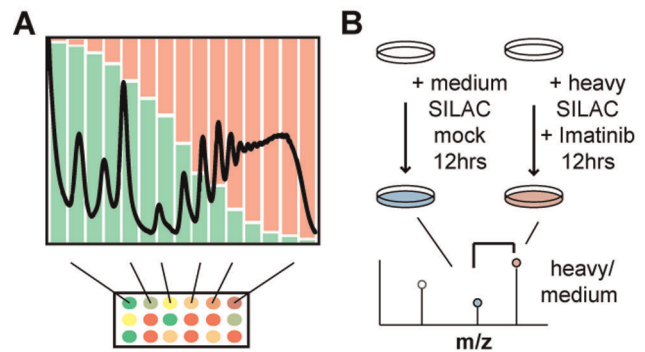 A
B
+ medium
SILAC
mock
12hrs
+ heavy
SILAC
+ Imatinib
12hrs
heavy/
medium
m/z